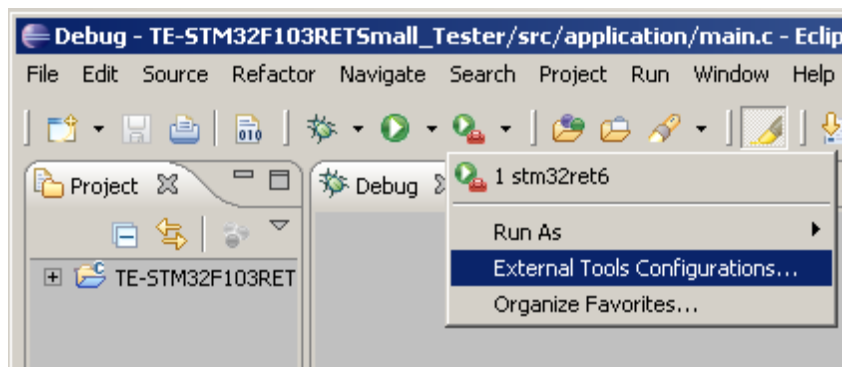 Debug - TE-STM32F103RETSmall_Tester/src/application/main.c - Eclip
File Edit Source Refactor Navigate Search Project Run Window Help
010
Project Debug
1 stm32ret6
Run As
External Tools Configurations...
TE-STM32F103RET
Organize Favorites...